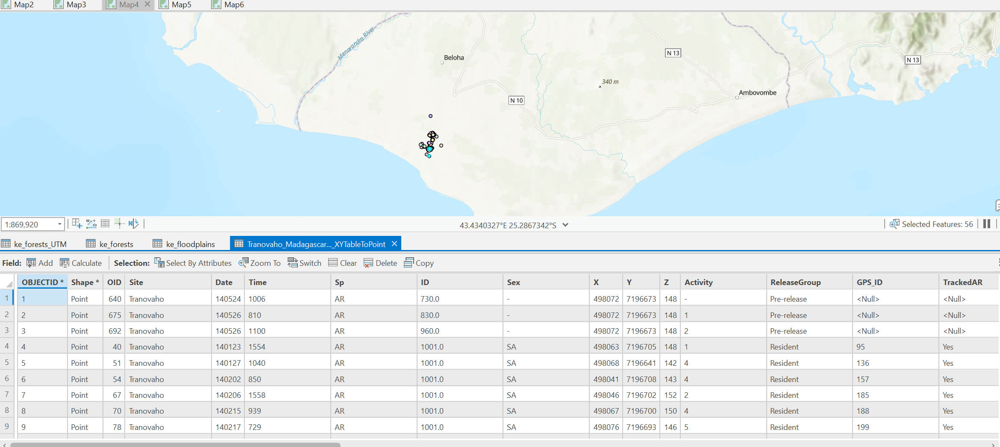 Map2 Map3 Map4 Map5 Map6
Menarandra River
Beloha
N 13
N 13
340 m
Ambovombe
N 10
1:869,920 43.4340327°E 25.2867342°S Selected Features: 56
ke_forests_UTM ke_forests ke_floodplains Tranovaho_Madagascar..._XYTableToPoint
Field: Add Calculate Selection: Select By Attributes Zoom To Switch Clear Delete Copy
OBJECTID * Shape * OID Site Date Time Sp ID Sex X Y Z Activity ReleaseGroup GPS_ID TrackedAR
1 1 Point 640 Tranovaho 140524 1006 AR 730.0 - 498072 7196673 148 - Pre-release <Null> <Null>
2 2 Point 675 Tranovaho 140526 810 AR 830.0 - 498072 7196673 148 1 Pre-release <Null> <Null>
3 3 Point 692 Tranovaho 140526 1100 AR 960.0 - 498072 7196673 148 2 Pre-release <Null> <Null>
4 4 Point 40 Tranovaho 140123 1554 AR 1001.0 SA 498063 7196705 148 1 Resident 95 Yes
5 5 Point 51 Tranovaho 140127 1040 AR 1001.0 SA 498068 7196641 142 4 Resident 136 Yes
6 6 Point 54 Tranovaho 140202 850 AR 1001.0 SA 498041 7196708 143 4 Resident 157 Yes
7 7 Point 67 Tranovaho 140206 1558 AR 1001.0 SA 498046 7196702 152 2 Resident 185 Yes
8 8 Point 70 Tranovaho 140215 939 AR 1001.0 SA 498067 7196700 150 4 Resident 188 Yes
9 9 Point 78 Tranovaho 140217 729 AR 1001.0 SA 498076 7196693 146 5 Resident 199 Yes